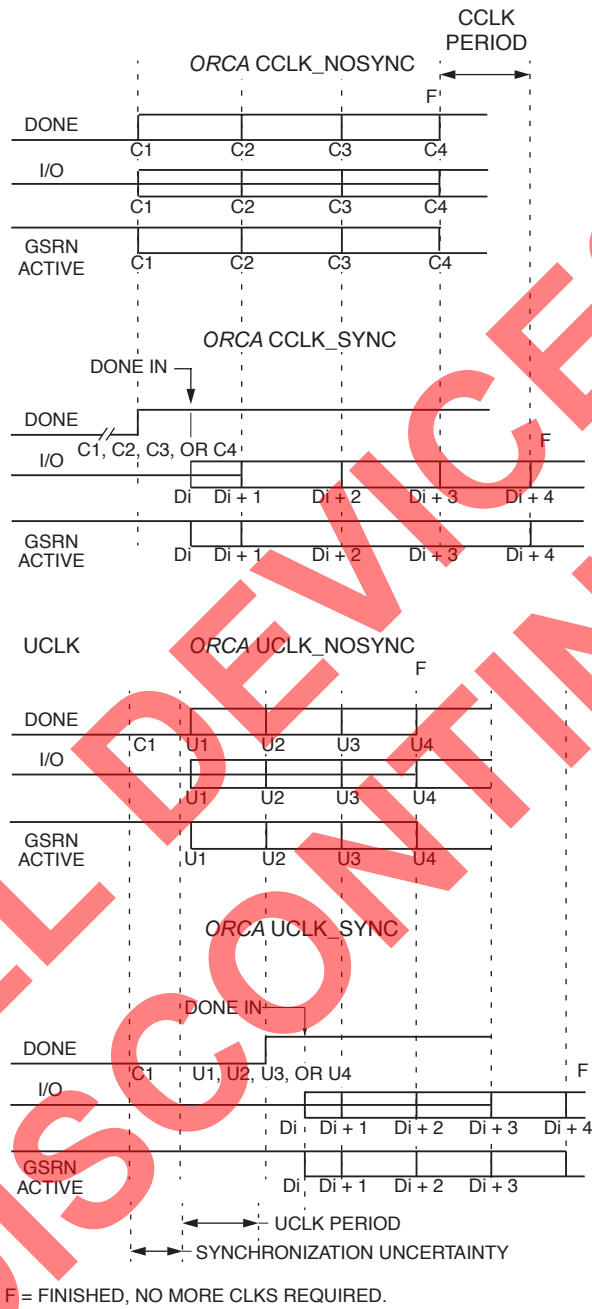 CCLK
PERIOD
ORCA CCLK_NOSYNC
F
DONE
C1 C2 C3 C4
I/O
C1 C2 C3 C4
GSRN
ACTIVE
C1 C2 C3 C4
ORCA CCLK_SYNC
DONE IN
DONE
C1, C2, C3, OR C4
F
I/O
Di Di + 1 Di + 2 Di + 3 Di + 4
GSRN
ACTIVE
Di Di + 1 Di + 2 Di + 3 Di + 4
UCLK ORCA UCLK_NOSYNC
F
DONE
C1 U1 U2 U3 U4
I/O
U1 U2 U3 U4
GSRN
ACTIVE
U1 U2 U3 U4
ORCA UCLK_SYNC
DONE IN
DONE
C1 U1, U2, U3, OR U4
F
I/O
Di Di + 1 Di + 2 Di + 3 Di + 4
GSRN
ACTIVE
Di Di + 1 Di + 2 Di + 3
UCLK PERIOD
SYNCHRONIZATION UNCERTAINTY
F = FINISHED, NO MORE CLKS REQUIRED.
DEVICES